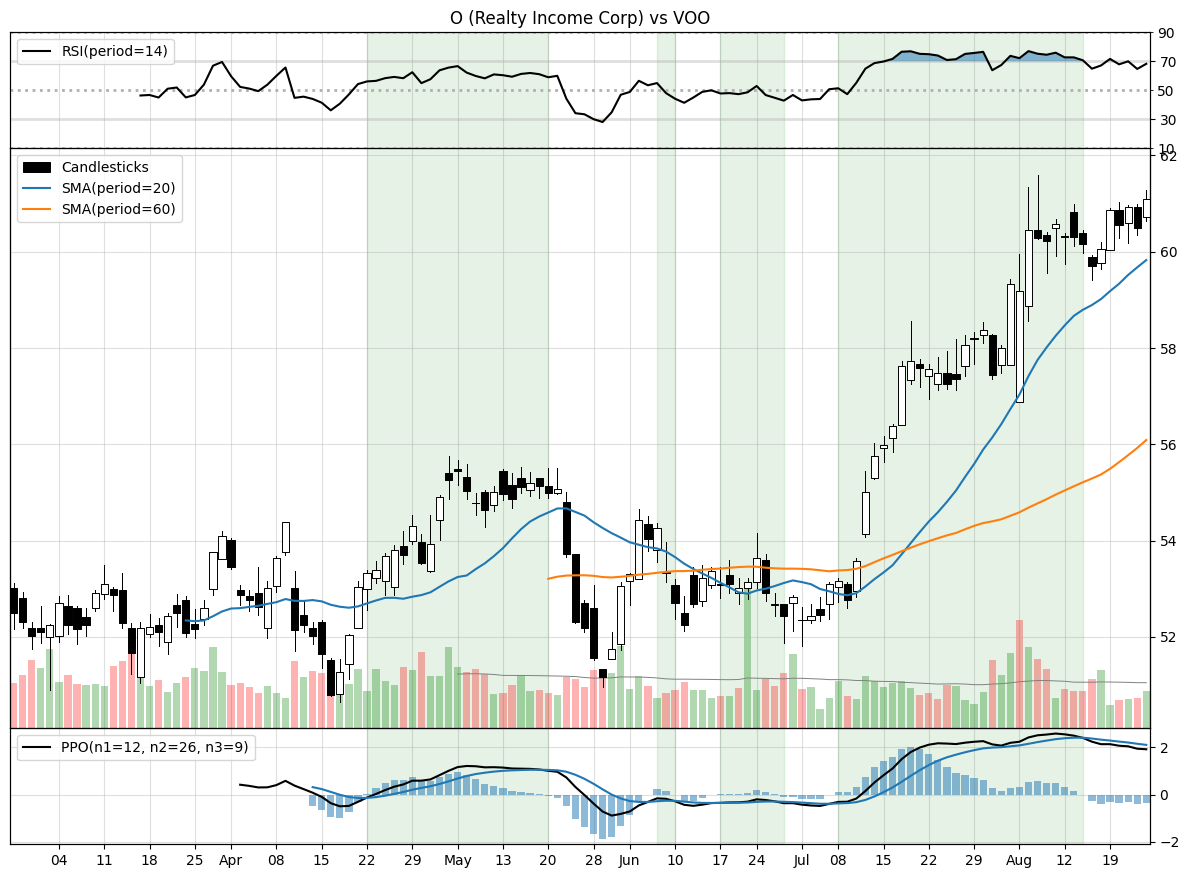 O (Realty Income Corp) vs VOO
RSI(period=14)
90
70
50
30
10
Candlesticks
SMA(period=20)
SMA(period=60)
62
60
58
56
54
52
PPO(n1=12, n2=26, n3=9)
2
0
−2
04 11 18 25 Apr 08 15 22 29 May 13 20 28 Jun 10 17 24 Jul 08 15 22 29 Aug 12 19